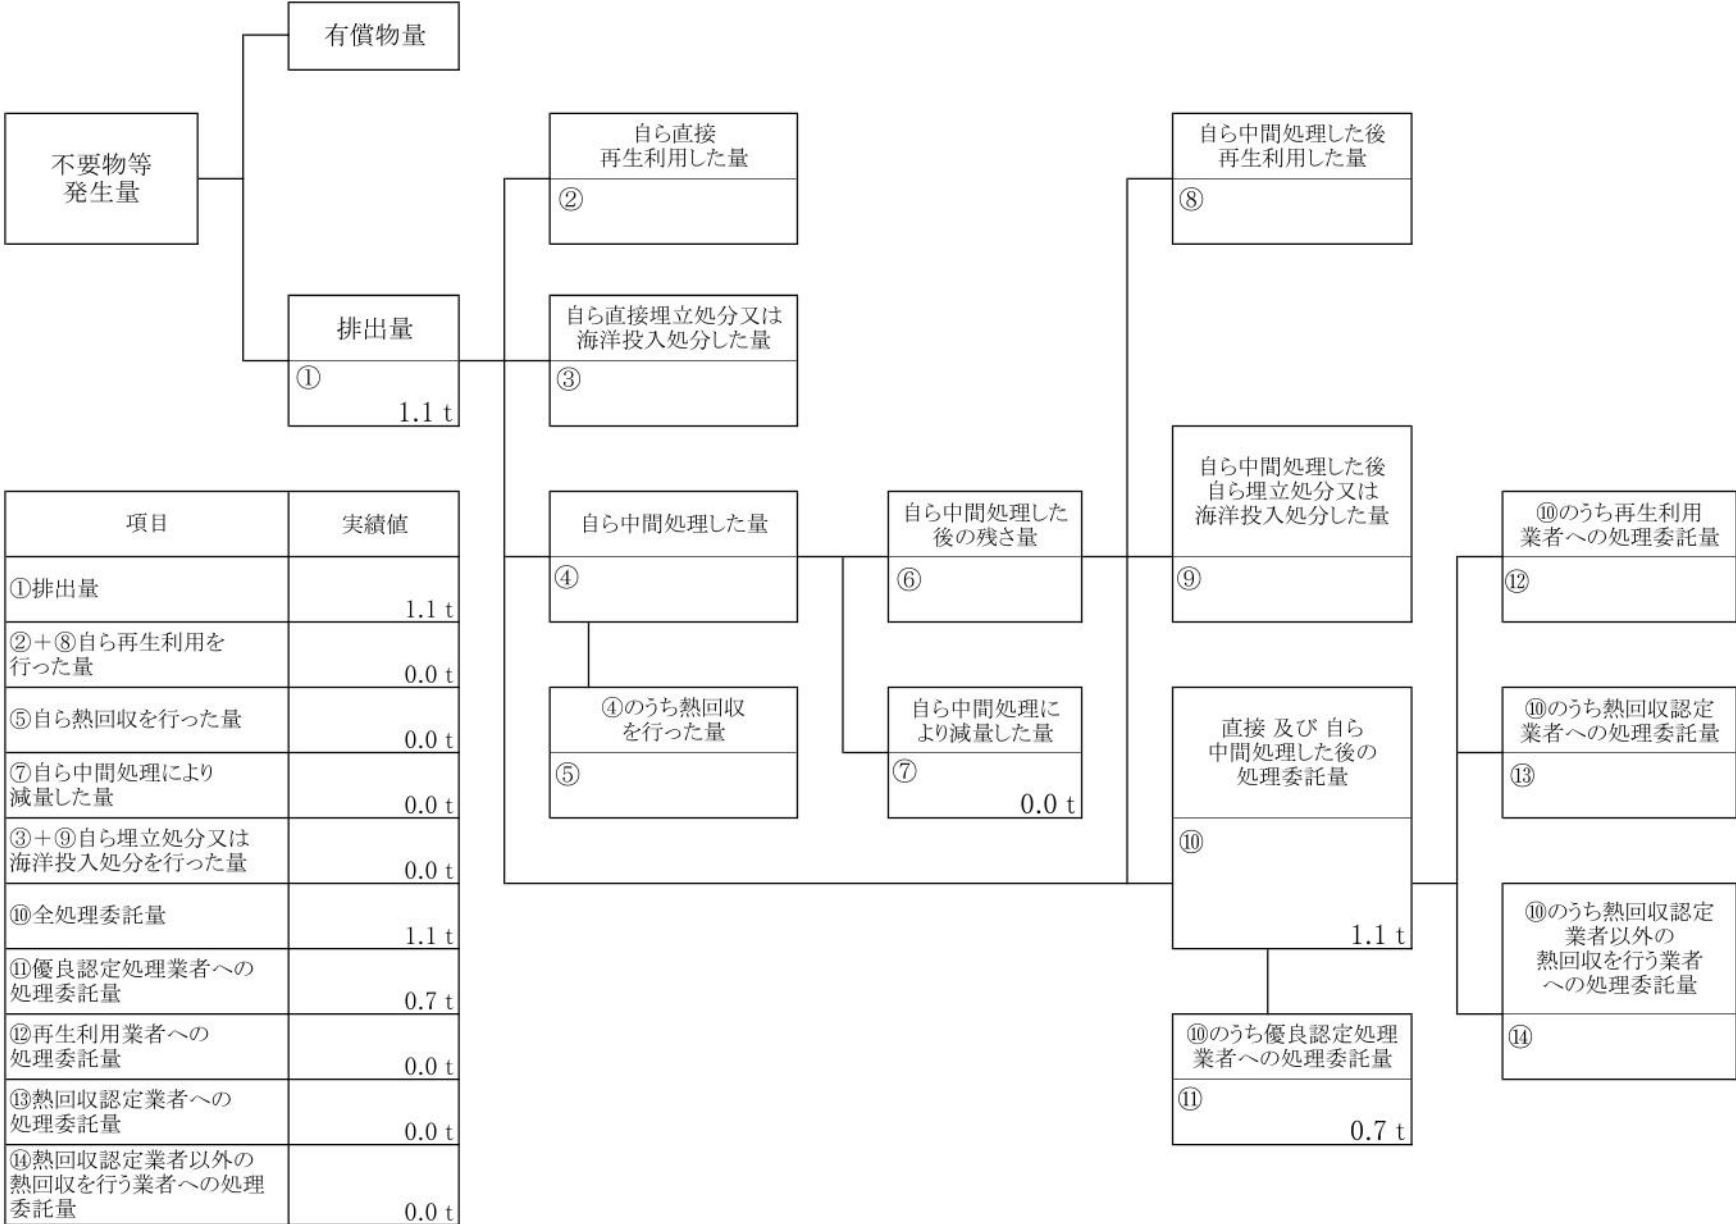 有償物量
不要物等
発生量
自ら直接
再生利用した量
②
自ら中間処理した後
再生利用した量
⑧
排出量
①
1.1 t
自ら直接埋立処分又は
海洋投入処分した量
③
自ら中間処理した量
④
自ら中間処理した
後の残さ量
⑥
自ら中間処理した後
自ら埋立処分又は
海洋投入処分した量
⑨
⑩のうち再生利用
業者への処理委託量
⑫
④のうち熱回収
を行った量
⑤
自ら中間処理に
より減量した量
⑦
0.0 t
直接 及び 自ら
中間処理した後の
処理委託量
⑩
1.1 t
⑩のうち熱回収認定
業者への処理委託量
⑬
⑩のうち熱回収認定
業者以外の
熱回収を行う業者
への処理委託量
⑭
⑩のうち優良認定処理
業者への処理委託量
⑪
0.7 t
項目 実績値
①排出量
1.1 t
②＋⑧自ら再生利用を
行った量
0.0 t
⑤自ら熱回収を行った量
0.0 t
⑦自ら中間処理により
減量した量
0.0 t
③＋⑨自ら埋立処分又は
海洋投入処分を行った量
0.0 t
⑩全処理委託量
1.1 t
⑪優良認定処理業者への
処理委託量
0.7 t
⑫再生利用業者への
処理委託量
0.0 t
⑬熱回収認定業者への
処理委託量
0.0 t
⑭熱回収認定業者以外の
熱回収を行う業者への処理
委託量
0.0 t